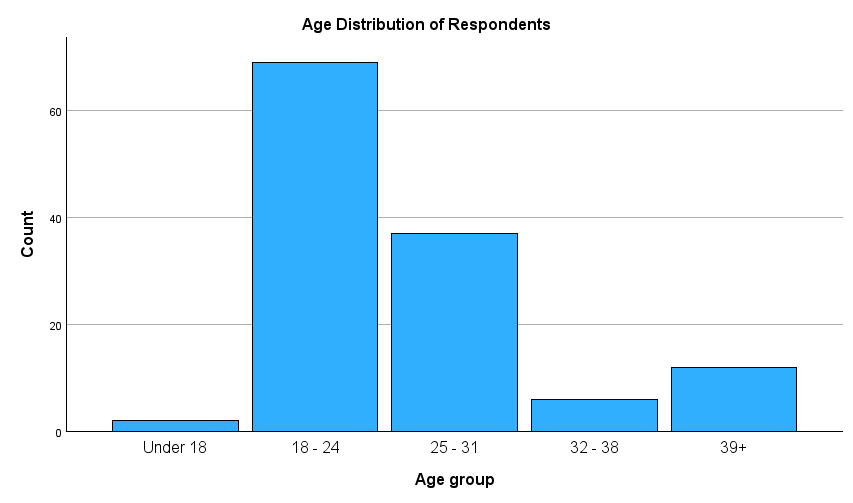 Age Distribution of Respondents
Count
60
40
20
0
Under 18
18 - 24
25 - 31
32 - 38
39+
Age group